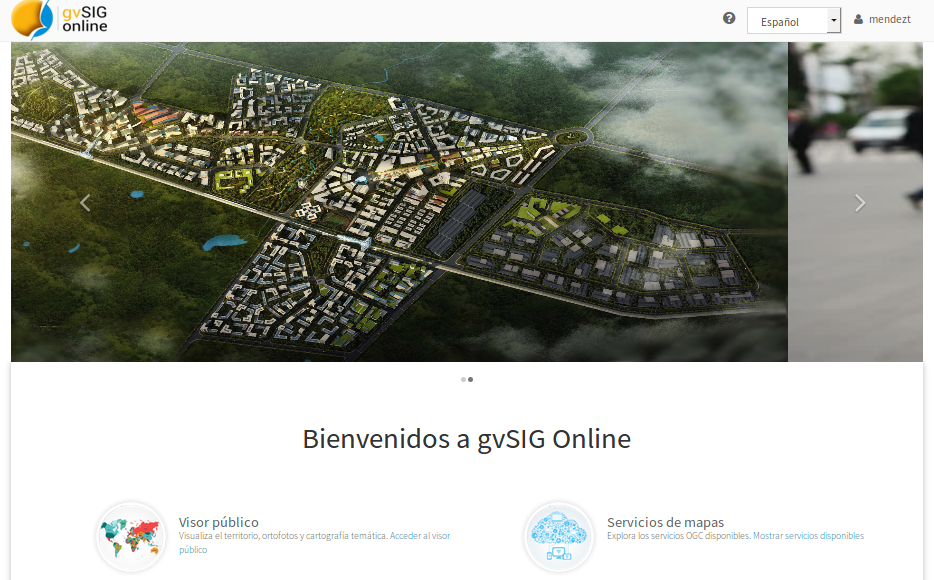 gvSIG
online
Español
mendezt
Bienvenidos a gvSIG Online
Visor público
Visualiza el territorio, ortofotos y cartografía temática. Acceder al visor
público
Servicios de mapas
Explora los servicios OGC disponibles. Mostrar servicios disponibles